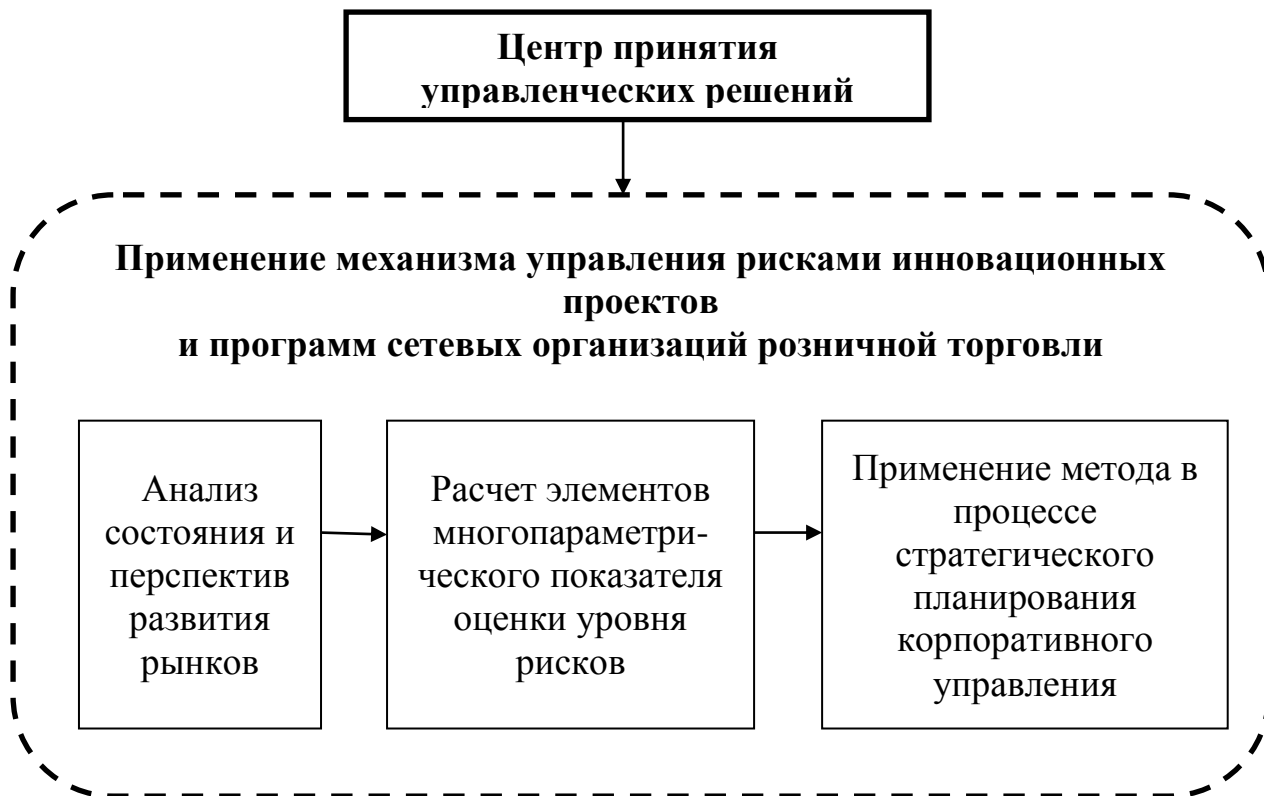 Центр принятия
управленческих решений
Применение механизма управления рисками инновационных
проектов
и программ сетевых организаций розничной торговли
Анализ
состояния и
перспектив
развития
рынков
Расчет элементов
многопараметри-
ческого показателя
оценки уровня
рисков
Применение метода в
процессе
стратегического
планирования
корпоративного
управления